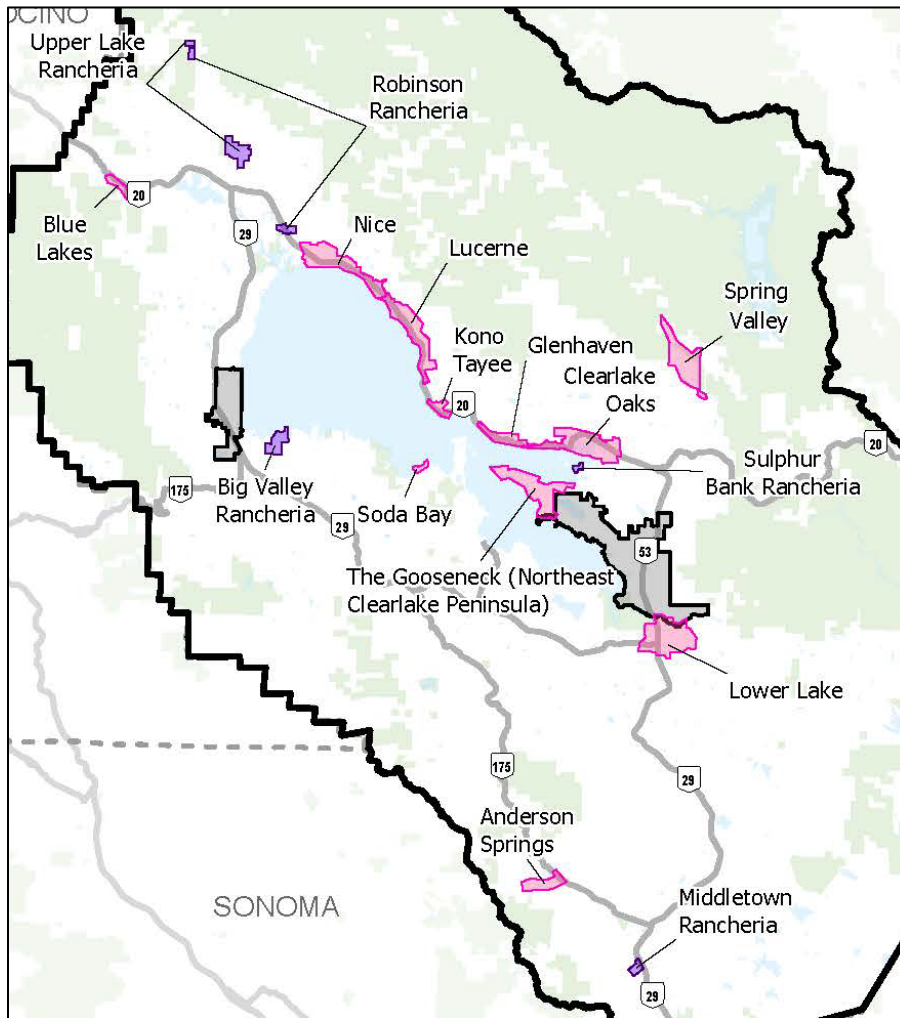 OCINO
Upper Lake
Rancheria
Robinson
Rancheria
20
Blue
Lakes
29
Nice
Lucerne
Spring
Valley
Kono
Tayee
Glenhaven
Clearlake
Oaks
20
20
Sulphur
Bank Rancheria
175
Big Valley
Rancheria
Soda Bay
29
53
The Gooseneck (Northeast
Clearlake Peninsula)
Lower Lake
175
29
Anderson
Springs
SONOMA
Middletown
Rancheria
29